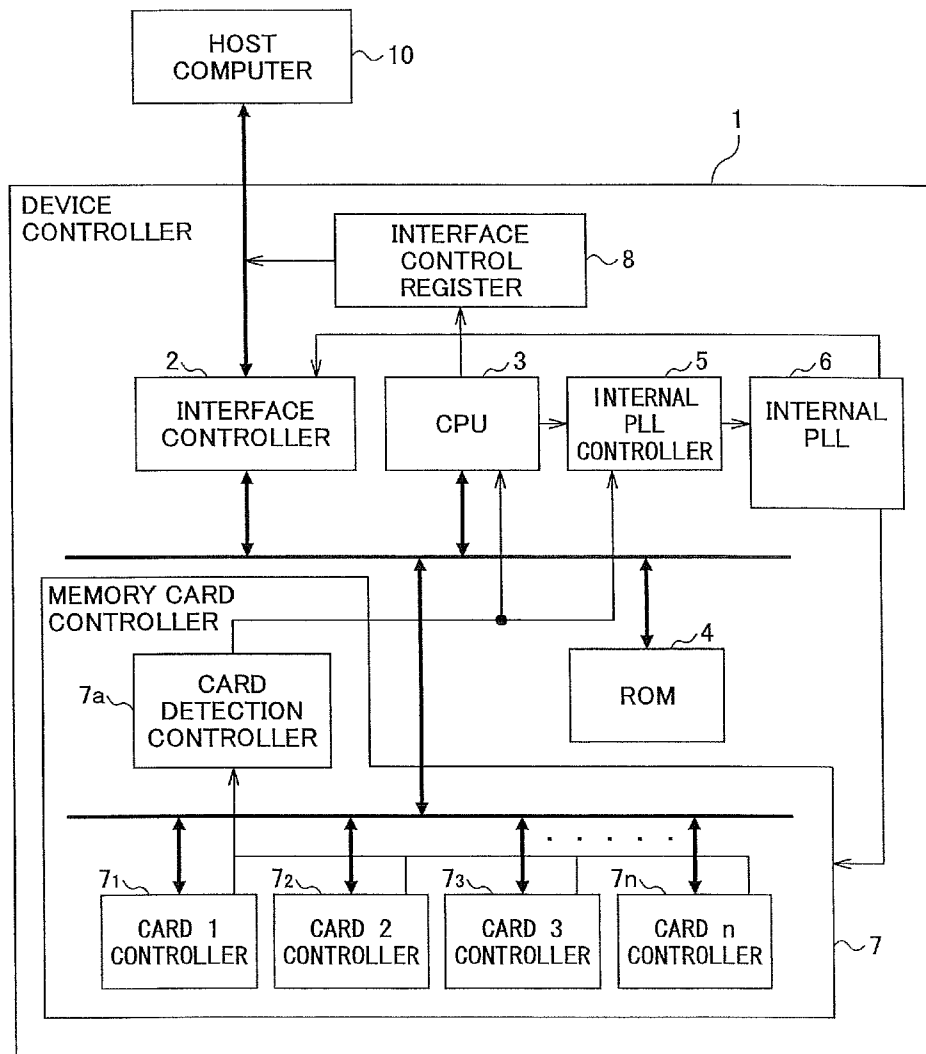 HOST
COMPUTER
10
1
DEVICE
CONTROLLER
INTERFACE
CONTROL
REGISTER
8
2
INTERFACE
CONTROLLER
3
CPU
5
INTERNAL
PLL
CONTROLLER
6
INTERNAL
PLL
MEMORY CARD
CONTROLLER
7a
CARD
DETECTION
CONTROLLER
4
ROM
. . . . .
71
CARD 1
CONTROLLER
72
CARD 2
CONTROLLER
73
CARD 3
CONTROLLER
7n
CARD n
CONTROLLER
7